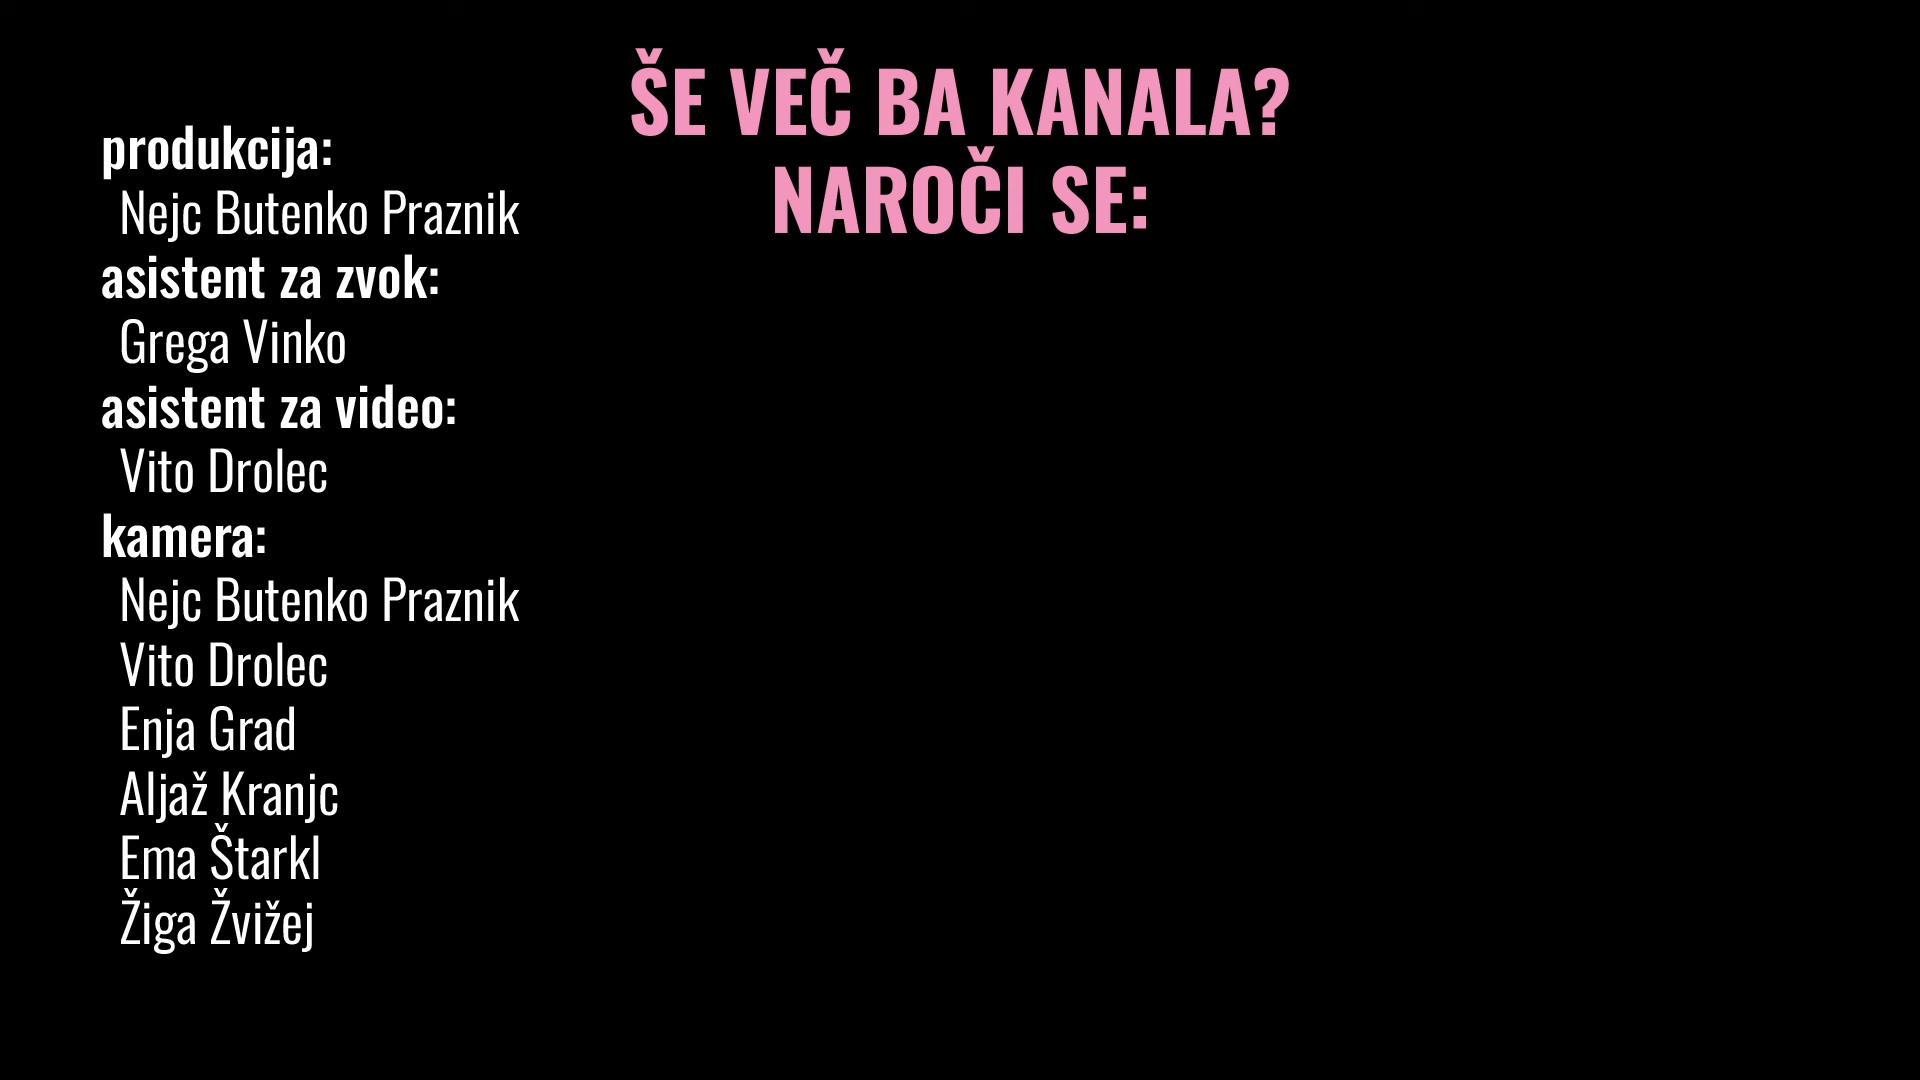 ŠE VEČ BA KANALA?
NAROČI SE:
produkcija:
Nejc Butenko Praznik
asistent za zvok:
Grega Vinko
asistent za video:
Vito Drolec
kamera:
Nejc Butenko Praznik
Vito Drolec
Enja Grad
Aljaž Kranjc
Ema Štarkl
Žiga Žvižej